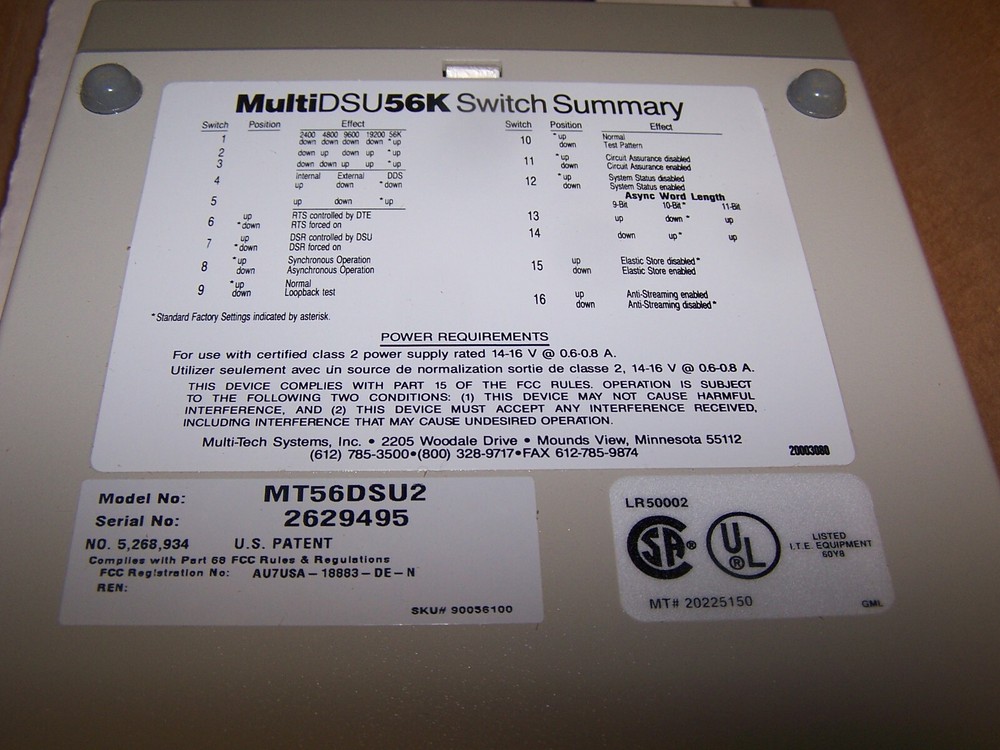 MultiDSU56K Switch Summary
Switch Position Effect
2400 4800 9600 19200 56K
1 down down down down *up
2 down up down up *up
3 down down up up *up
Internal External DDS
4 up down *down
5 up down *up
6 up RTS controlled by DTE
*down RTS forced on
7 up DSR controlled by DSU
*down DSR forced on
8 *up Synchronous Operation
down Asynchronous Operation
9 *up Normal
down Loopback test
*Standard Factory Settings indicated by asterisk.
Switch Position Effect
10 *up Normal
down Test Pattern
11 *up Circuit Assurance disabled
down Circuit Assurance enabled
12 *up System Status disabled
down System Status enabled
Async Word Length
9-Bit 10-Bit* 11-Bit
13 up down* up
14 down up* up
15 up Elastic Store disabled*
down Elastic Store enabled
16 up Anti-Streaming enabled
down Anti-Streaming disabled*
POWER REQUIREMENTS
For use with certified class 2 power supply rated 14-16 V @ 0.6-0.8 A.
Utilizer seulement avec un source de normalization sortie de classe 2, 14-16 V @ 0.6-0.8 A.
THIS DEVICE COMPLIES WITH PART 15 OF THE FCC RULES. OPERATION IS SUBJECT
TO THE FOLLOWING TWO CONDITIONS: (1) THIS DEVICE MAY NOT CAUSE HARMFUL
INTERFERENCE, AND (2) THIS DEVICE MUST ACCEPT ANY INTERFERENCE RECEIVED,
INCLUDING INTERFERENCE THAT MAY CAUSE UNDESIRED OPERATION.
Multi-Tech Systems, Inc. • 2205 Woodale Drive • Mounds View, Minnesota 55112
(612) 785-3500•(800) 328-9717•FAX 612-785-9874
20003080
Model No: MT56DSU2
Serial No: 2629495
NO. 5,268,934 U.S. PATENT
Complies with Part 68 FCC Rules & Regulations
FCC Registration No: AU7USA-18883-DE-N
REN:
SKU# 90056100
LR50002
SA ® UL ®
LISTED
I.T.E. EQUIPMENT
60Y8
MT# 20225150
GML